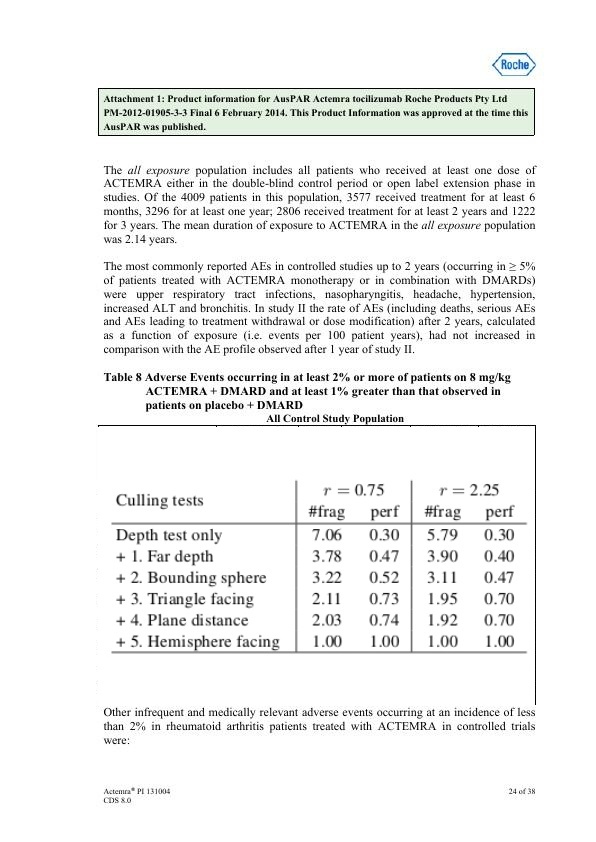 Roche
Attachment 1: Product information for AusPAR Actemra tocilizumab Roche Products Pty Ltd
PM-2012-01905-3-3 Final 6 February 2014. This Product Information was approved at the time this
AusPAR was published.
The all exposure population includes all patients who received at least one dose of
ACTEMRA either in the double-blind control period or open label extension phase in
studies. Of the 4009 patients in this population, 3577 received treatment for at least 6
months, 3296 for at least one year; 2806 received treatment for at least 2 years and 1222
for 3 years. The mean duration of exposure to ACTEMRA in the all exposure population
was 2.14 years.
The most commonly reported AEs in controlled studies up to 2 years (occurring in ≥ 5%
of patients treated with ACTEMRA monotherapy or in combination with DMARDs)
were upper respiratory tract infections, nasopharyngitis, headache, hypertension,
increased ALT and bronchitis. In study II the rate of AEs (including deaths, serious AEs
and AEs leading to treatment withdrawal or dose modification) after 2 years, calculated
as a function of exposure (i.e. events per 100 patient years), had not increased in
comparison with the AE profile observed after 1 year of study II.
Table 8 Adverse Events occurring in at least 2% or more of patients on 8 mg/kg
ACTEMRA + DMARD and at least 1% greater than that observed in
patients on placebo + DMARD
All Control Study Population
Culling tests r = 0.75 r = 2.25
#frag perf #frag perf
Depth test only 7.06 0.30 5.79 0.30
+ 1. Far depth 3.78 0.47 3.90 0.40
+ 2. Bounding sphere 3.22 0.52 3.11 0.47
+ 3. Triangle facing 2.11 0.73 1.95 0.70
+ 4. Plane distance 2.03 0.74 1.92 0.70
+ 5. Hemisphere facing 1.00 1.00 1.00 1.00
Other infrequent and medically relevant adverse events occurring at an incidence of less
than 2% in rheumatoid arthritis patients treated with ACTEMRA in controlled trials
were:
Actemra® PI 131004 24 of 38
CDS 8.0